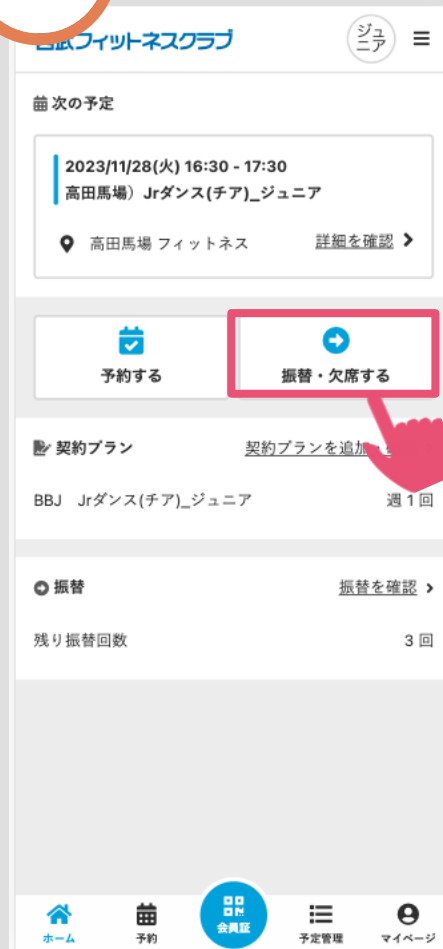 西武フィットネスクラブ
ジュ
ニア
次の予定
2023/11/28(火) 16:30 - 17:30
高田馬場）Jrダンス(チア)_ジュニア
高田馬場 フィットネス
詳細を確認
予約する
振替・欠席する
契約プラン
契約プランを追加・
BBJ Jrダンス(チア)_ジュニア
週 1 回
振替
振替を確認
残り振替回数
3 回
ホーム
予約
会員証
予定管理
マイページ